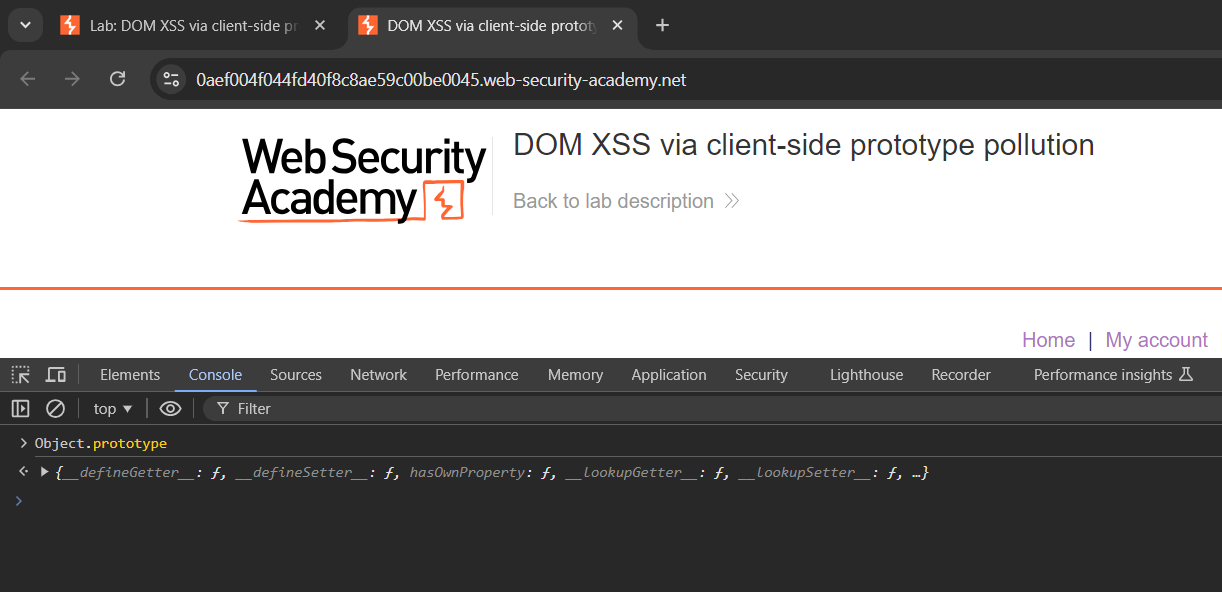 Lab: DOM XSS via client-side pr
DOM XSS via client-side protot
0aef004f044fd40f8c8ae59c00be0045.web-security-academy.net
Web Security
Academy
DOM XSS via client-side prototype pollution
Back to lab description
Home | My account
Elements Console Sources Network Performance Memory Application Security Lighthouse Recorder Performance insights
top ▼ Filter
> Object.prototype
<· ▶ {__defineGetter__: ƒ, __defineSetter__: ƒ, hasOwnProperty: ƒ, __lookupGetter__: ƒ, __lookupSetter__: ƒ, …}
>